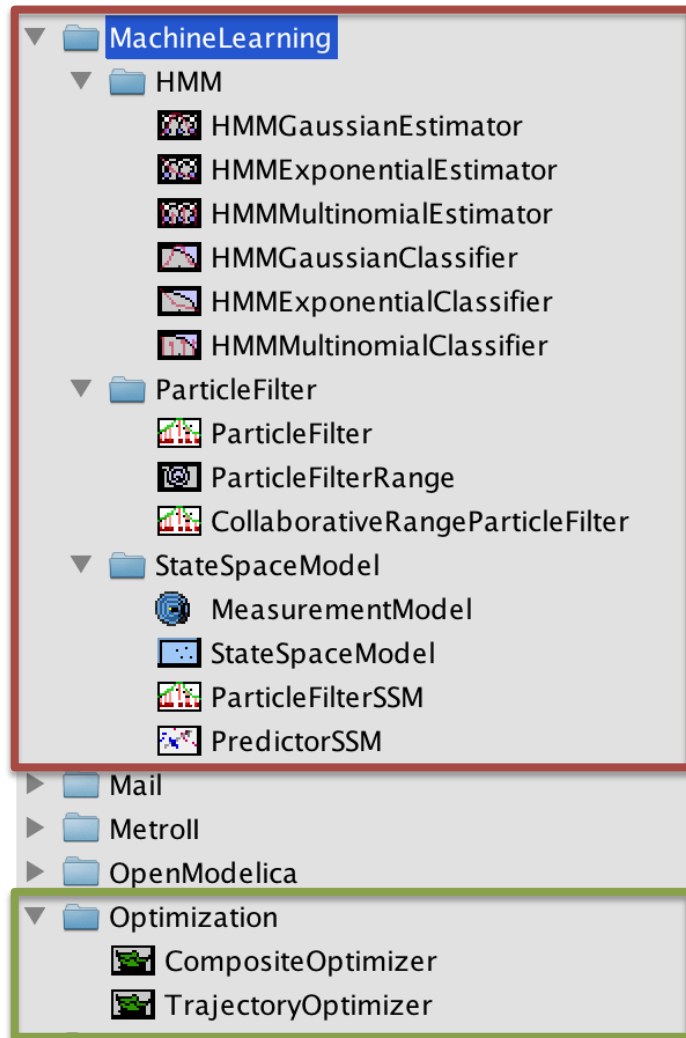 MachineLearning
HMM
HMMGaussianEstimator
HMMExponentialEstimator
HMMMultinomialEstimator
HMMGaussianClassifier
HMMExponentialClassifier
HMMMultinomialClassifier
ParticleFilter
ParticleFilter
ParticleFilterRange
CollaborativeRangeParticleFilter
StateSpaceModel
MeasurementModel
StateSpaceModel
ParticleFilterSSM
PredictorSSM
Mail
MetroII
OpenModelica
Optimization
CompositeOptimizer
TrajectoryOptimizer